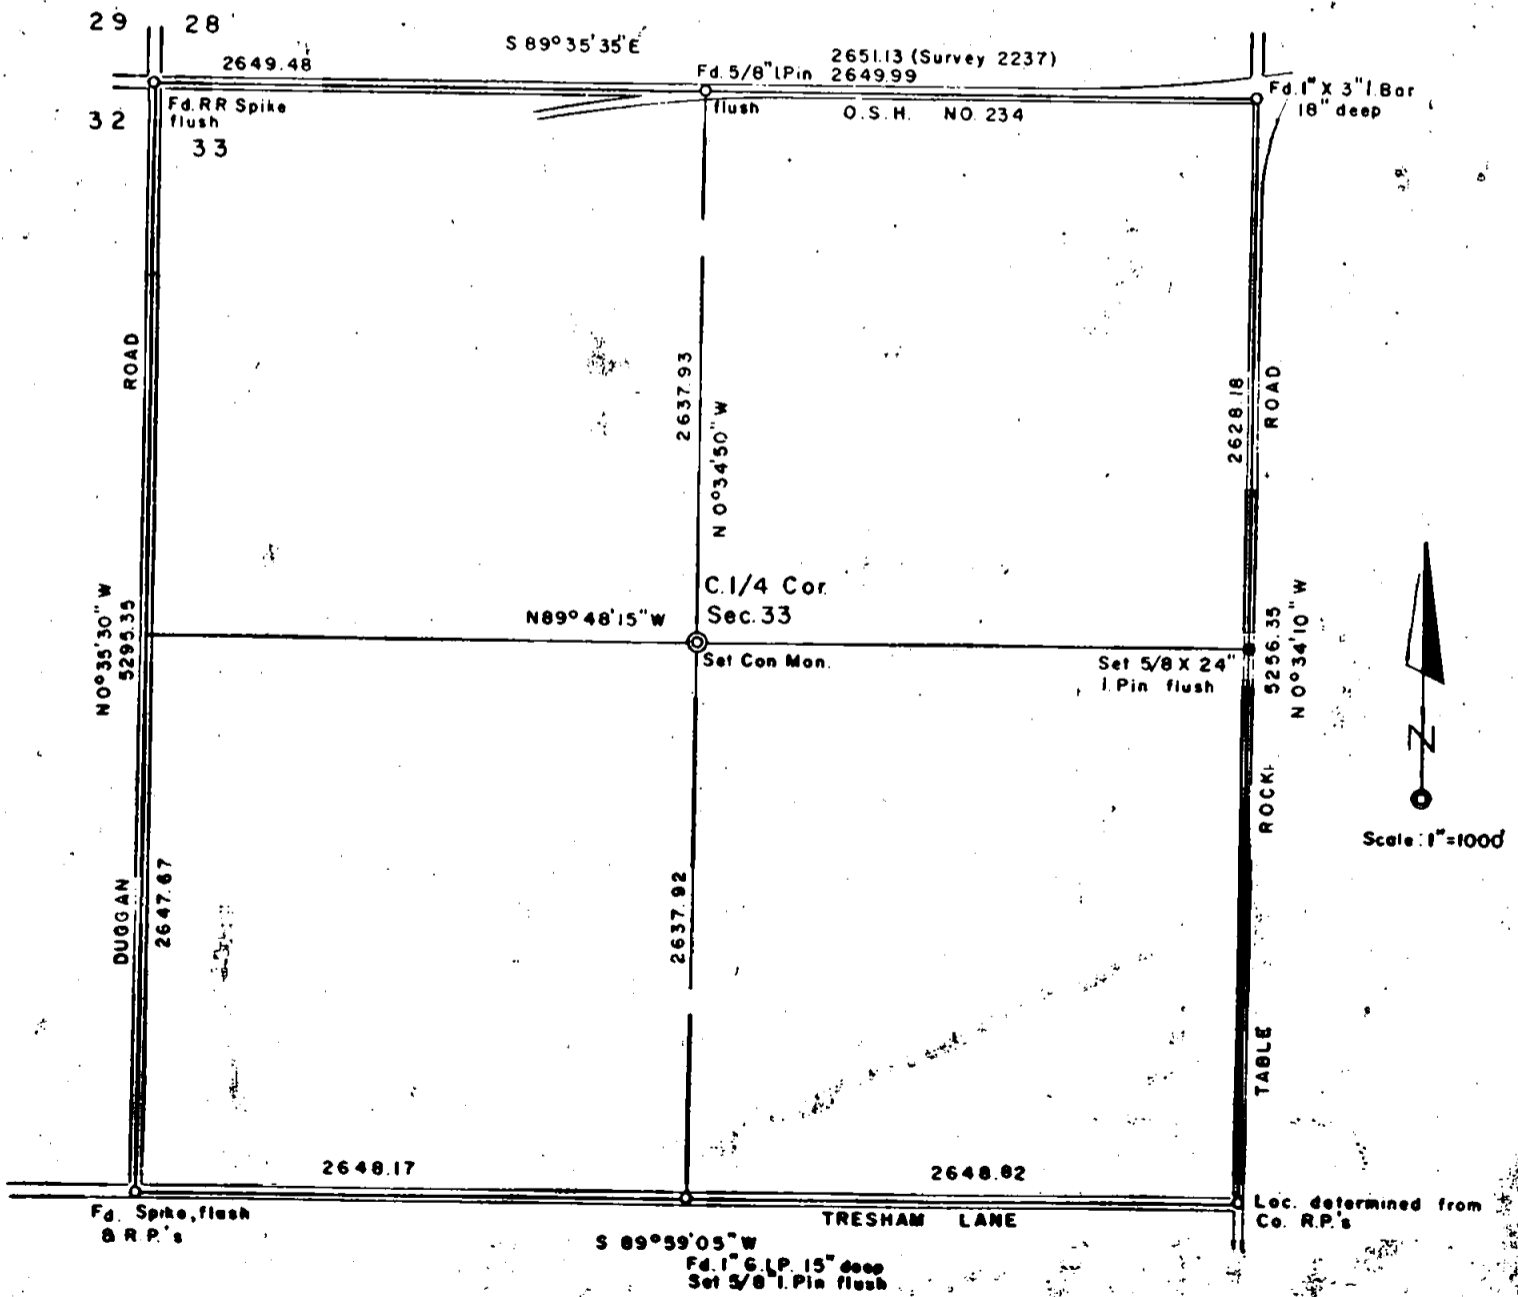 29 28
S 89°35'35"E
2649.48
2651.13 (Survey 2237)
Fd. 5/8" I.Pin 2649.99
flush
Fd. RR Spike
flush
32
33
O.S.H. NO. 234
Fd. 1" X 3" I.Bar
18" deep
ROAD
2637.93
N 0°34'50" W
2628.18
ROAD
N 0°35'30" W
5295.35
C.1/4 Cor.
Sec. 33
N89°48'15" W
Set Con Mon.
Set 5/8 X 24"
I.Pin flush
5256.35
N 0°34'10" W
N
Scale: 1"=1000'
ROCK
DUGGAN
2647.67
2637.92
TABLE
2648.17
2648.82
Fd. Spike, flush
& R.P.'s
TRESHAM LANE
Loc. determined from
Co. R.P.'s
S 89°59'05" W
Fd. 1" G.I.P. 15" deep
Set 5/8" I.Pin flush